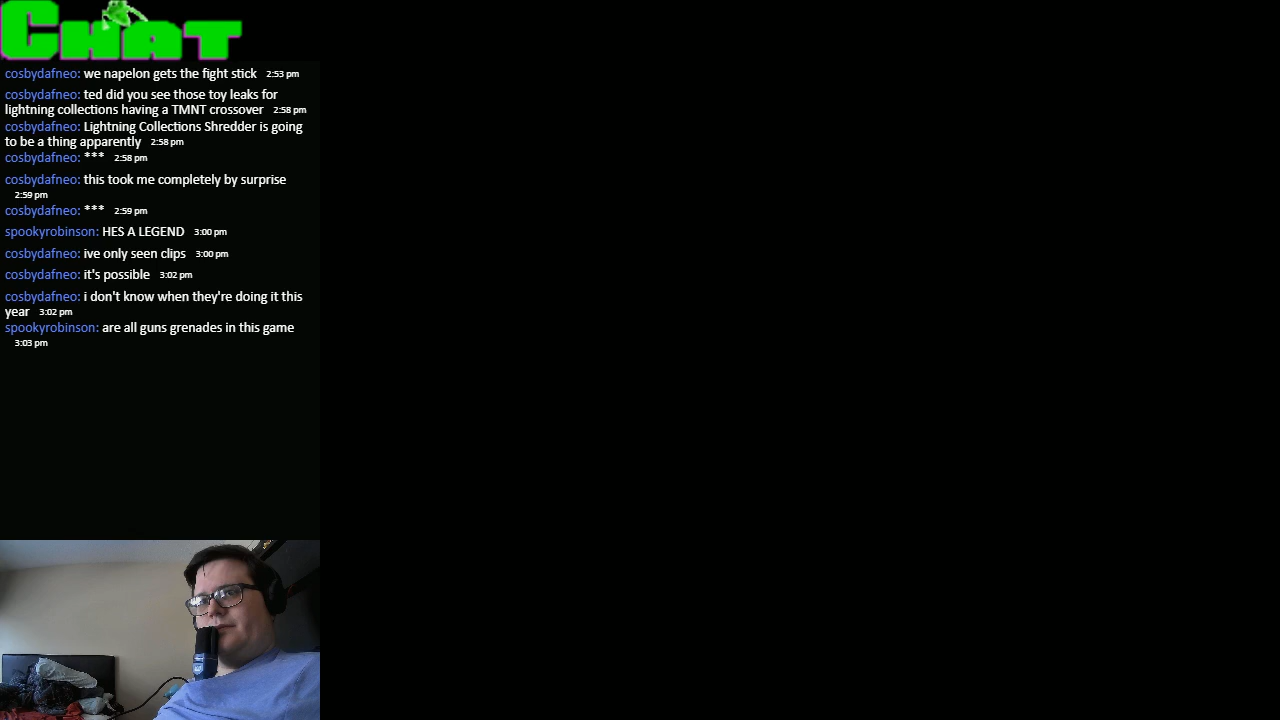 CHAT
cosbydafneo: we napelon gets the fight stick 2:53 pm
cosbydafneo: ted did you see those toy leaks for
lightning collections having a TMNT crossover 2:58 pm
cosbydafneo: Lightning Collections Shredder is going
to be a thing apparently 2:58 pm
cosbydafneo: *** 2:58 pm
cosbydafneo: this took me completely by surprise
2:59 pm
cosbydafneo: *** 2:59 pm
spookyrobinson: HES A LEGEND 3:00 pm
cosbydafneo: ive only seen clips 3:00 pm
cosbydafneo: it's possible 3:02 pm
cosbydafneo: i don't know when they're doing it this
year 3:02 pm
spookyrobinson: are all guns grenades in this game
3:03 pm